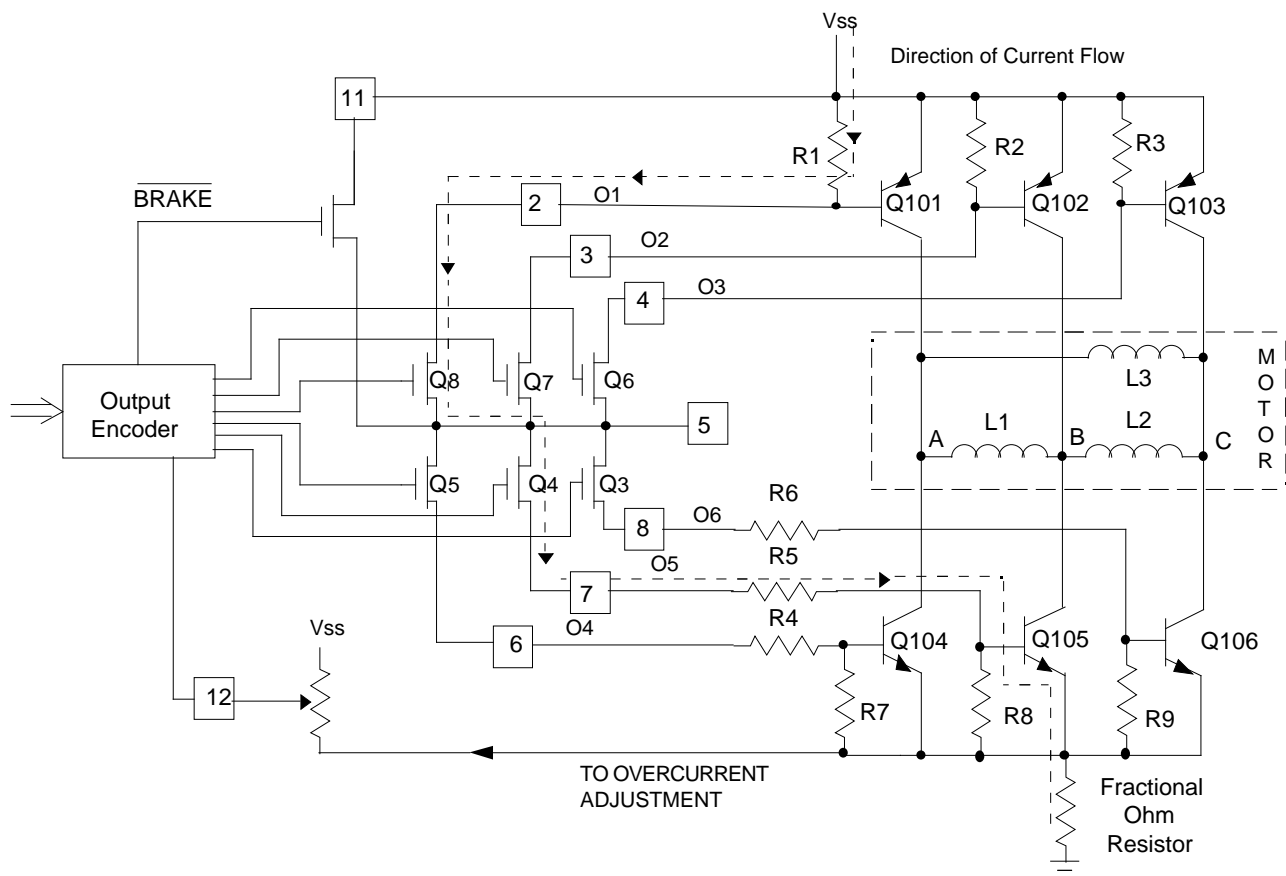 Vss
Direction of Current Flow
11
R1
R2
R3
BRAKE
2
O1
Q101
Q102
Q103
3
O2
4
O3
Output
Encoder
Q8
Q7
Q6
5
L3
M
O
T
O
R
A
L1
B
L2
C
Q5
Q4
Q3
8
O6
R6
O5
R5
7
O4
R4
6
Q104
Q105
Q106
Vss
12
R7
R8
R9
TO OVERCURRENT
ADJUSTMENT
Fractional
Ohm
Resistor